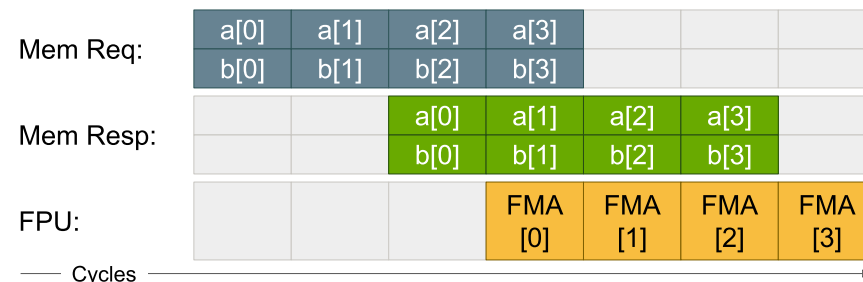 Mem Req:
a[0] a[1] a[2] a[3]
b[0] b[1] b[2] b[3]
Mem Resp:
a[0] a[1] a[2] a[3]
b[0] b[1] b[2] b[3]
FPU:
FMA FMA FMA FMA
[0] [1] [2] [3]
Cycles